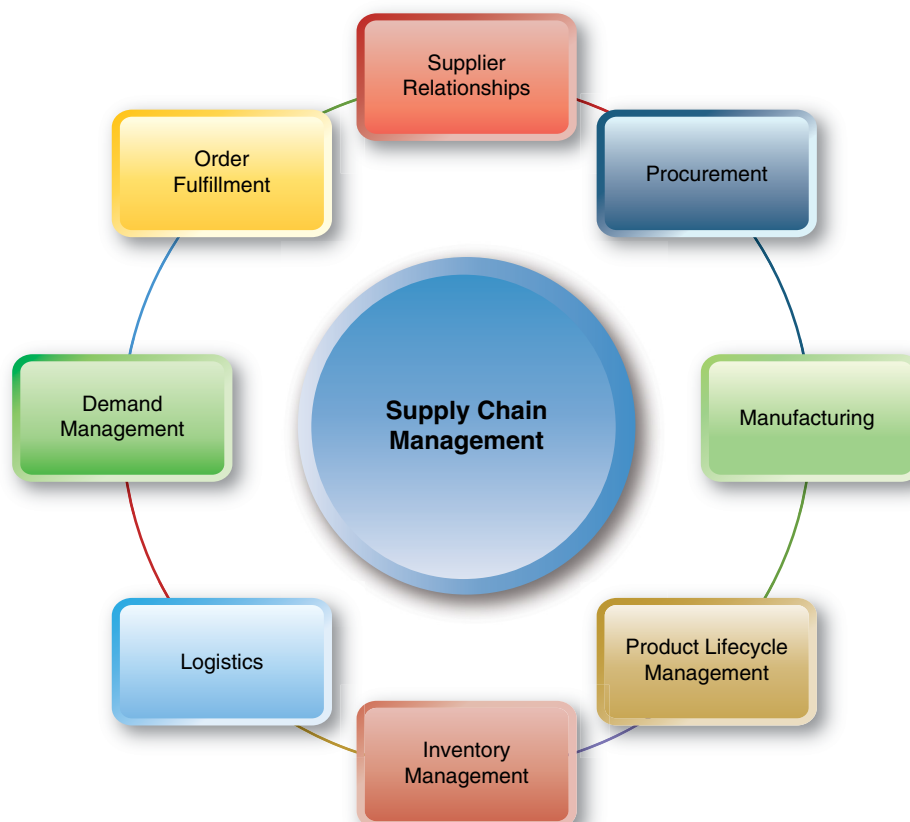 Supplier
Relationships
Order
Fulfillment
Procurement
Supply Chain
Management
Demand
Management
Manufacturing
Logistics
Product Lifecycle
Management
Inventory
Management